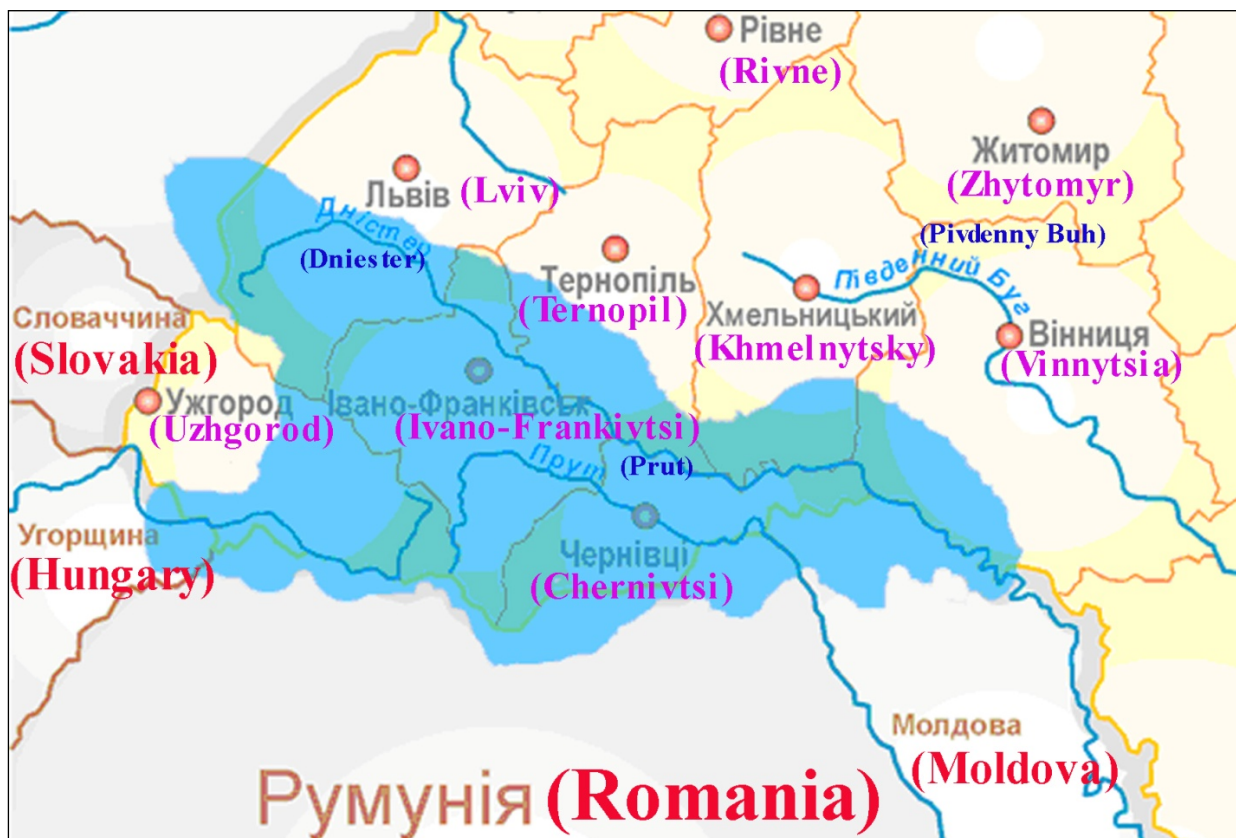 Рівне
(Rivne)
Житомир
(Zhytomyr)
Львів (Lviv)
Дністер
(Dniester)
(Pivdenny Buh)
Південний Буг
Тернопіль
(Ternopil)
Хмельницький
(Khmelnytsky)
Вінниця
(Vinnytsia)
Словаччина
(Slovakia)
Ужгород
(Uzhgorod)
Івано-Франківськ
(Ivano-Frankivtsi)
Прут
(Prut)
Угорщина
(Hungary)
Чернівці
(Chernivtsi)
Молдова
(Moldova)
Румунія (Romania)